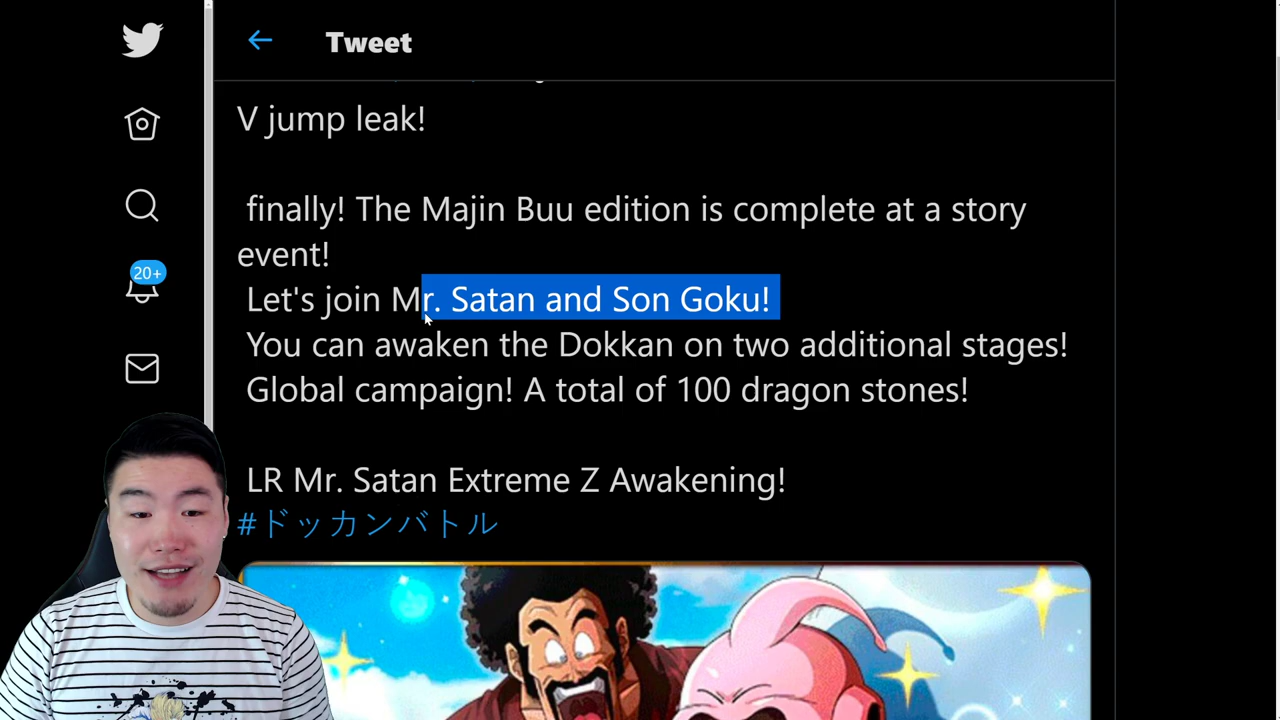 Tweet
V jump leak!
finally! The Majin Buu edition is complete at a story
event!
Let's join Mr. Satan and Son Goku!
You can awaken the Dokkan on two additional stages!
Global campaign! A total of 100 dragon stones!
20+
LR Mr. Satan Extreme Z Awakening!
#ドッカンバトル